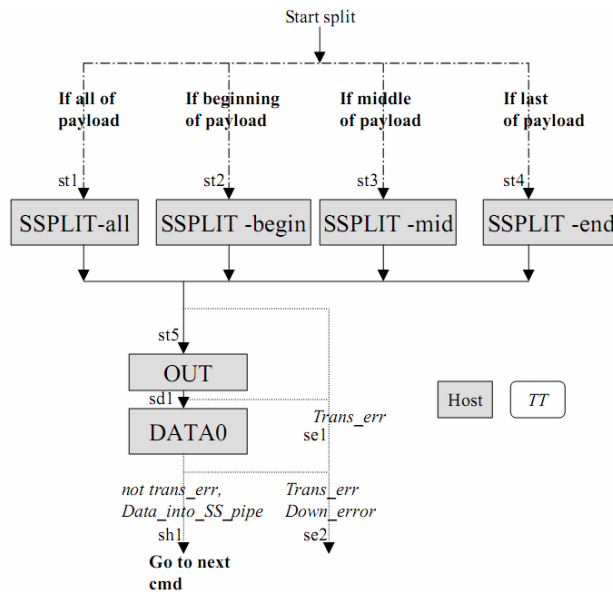 Start split
If all of
payload
If beginning
of payload
If middle
of payload
If last
of payload
st1
st2
st3
st4
SSPLIT-all
SSPLIT -begin
SSPLIT -mid
SSPLIT -end
st5
OUT
sd1
DATA0
Host
TT
Trans_err
se1
not trans_err,
Data_into_SS_pipe
sh1
Trans_err
Down_error
se2
Go to next
cmd